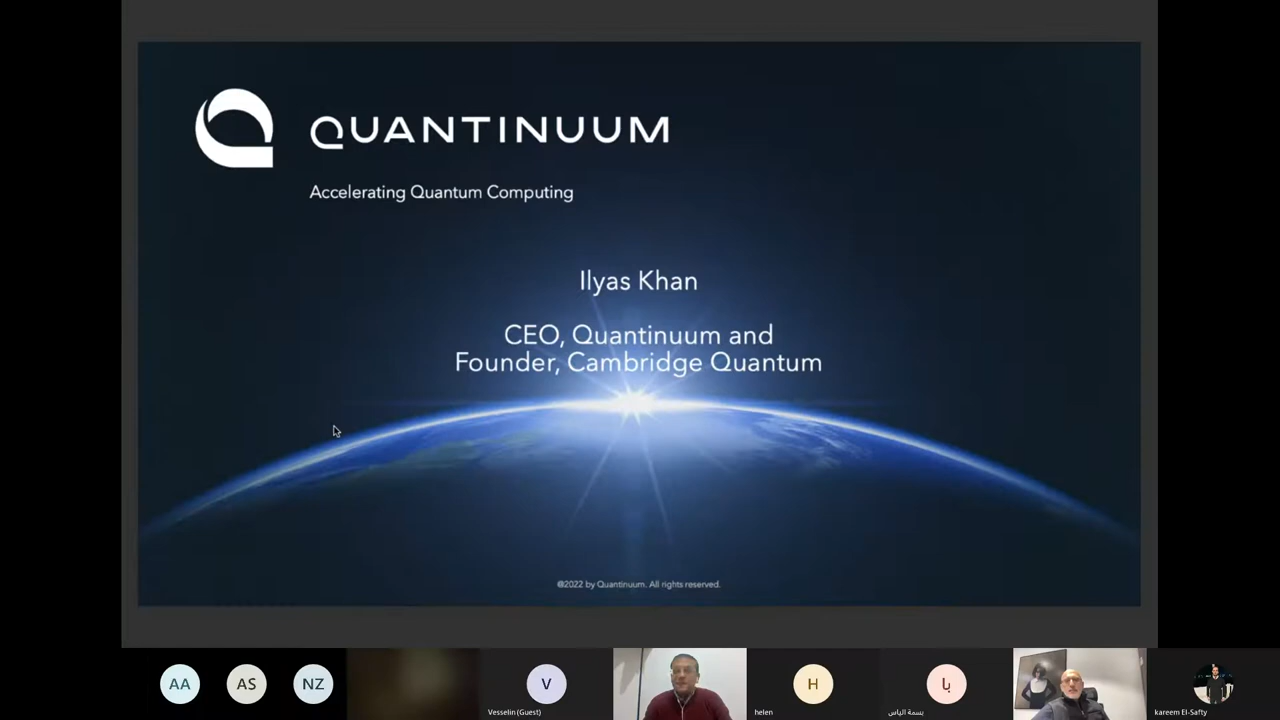 QUANTINUUM
Accelerating Quantum Computing
Ilyas Khan
CEO, Quantinuum and
Founder, Cambridge Quantum
@2022 by Quantinuum. All rights reserved.
AA
AS
NZ
V
Vesselin (Guest)
H
helen
با
بسمة الياس
kareem El-Safty